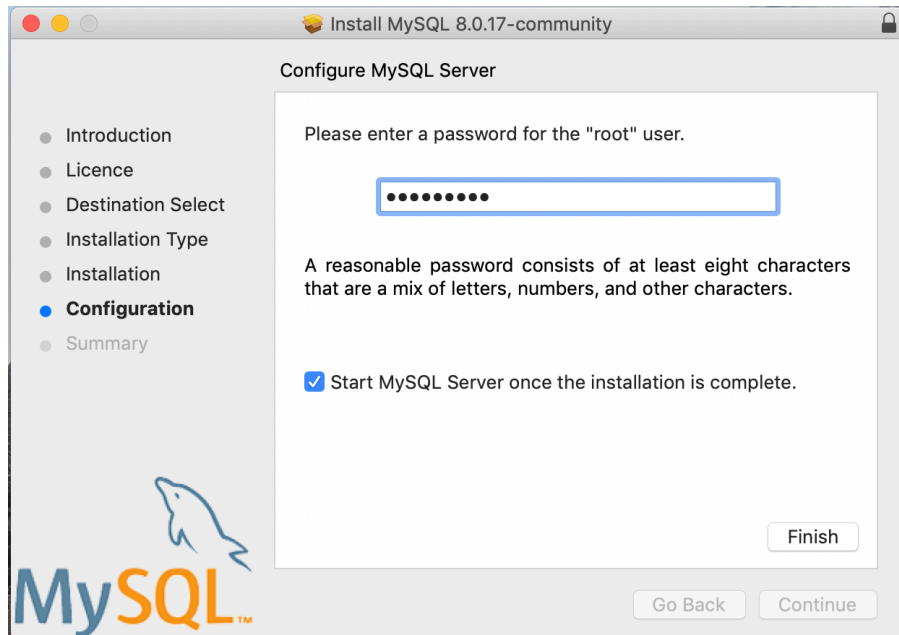 Install MySQL 8.0.17-community
Configure MySQL Server
Introduction
Licence
Destination Select
Installation Type
Installation
Configuration
Summary
Please enter a password for the "root" user.
•••••••••
A reasonable password consists of at least eight characters
that are a mix of letters, numbers, and other characters.
Start MySQL Server once the installation is complete.
Finish
MySQL™
Go Back
Continue